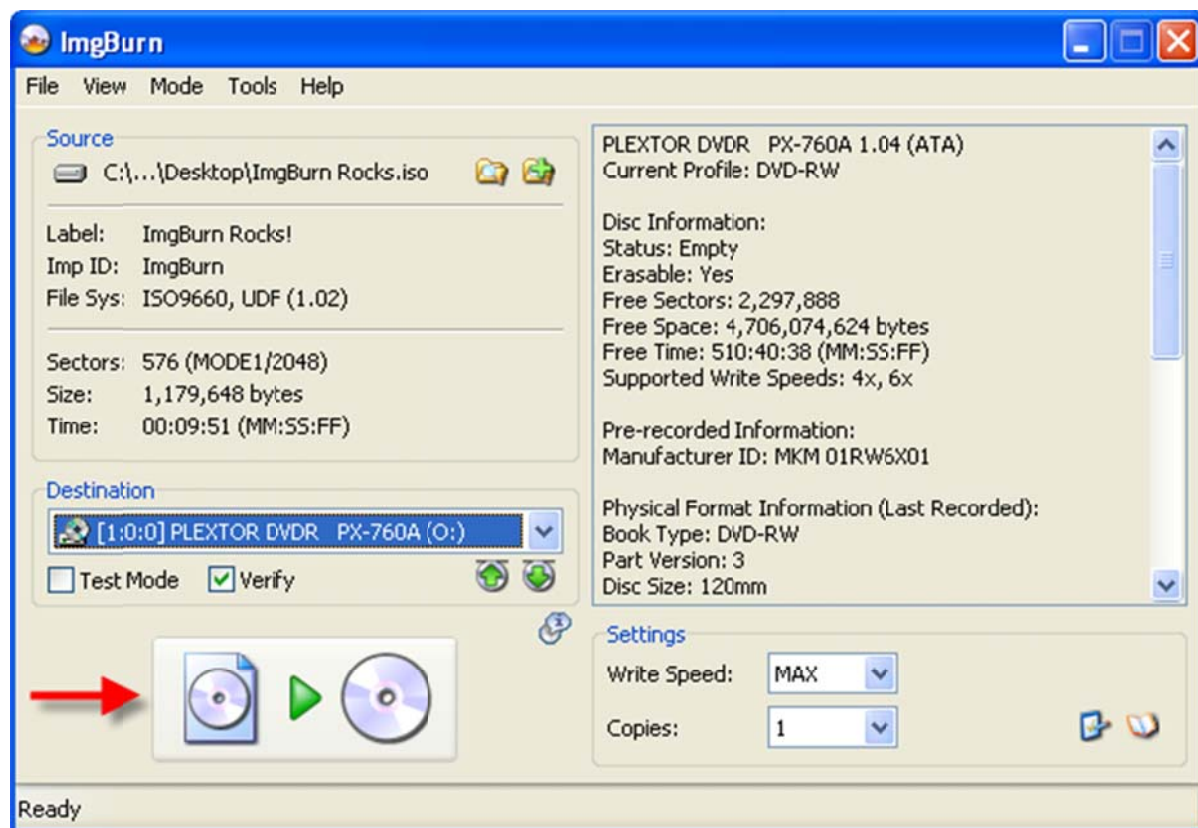 ImgBurn
File View Mode Tools Help
Source
C:\...\Desktop\ImgBurn Rocks.iso
Label: ImgBurn Rocks!
Imp ID: ImgBurn
File Sys: ISO9660, UDF (1.02)
Sectors: 576 (MODE1/2048)
Size: 1,179,648 bytes
Time: 00:09:51 (MM:SS:FF)
Destination
[1:0:0] PLEXTOR DVDR PX-760A (O:)
Test Mode Verify
PLEXTOR DVDR PX-760A 1.04 (ATA)
Current Profile: DVD-RW
Disc Information:
Status: Empty
Erasable: Yes
Free Sectors: 2,297,888
Free Space: 4,706,074,624 bytes
Free Time: 510:40:38 (MM:SS:FF)
Supported Write Speeds: 4x, 6x
Pre-recorded Information:
Manufacturer ID: MKM 01RW6X01
Physical Format Information (Last Recorded):
Book Type: DVD-RW
Part Version: 3
Disc Size: 120mm
Settings
Write Speed: MAX
Copies: 1
Ready